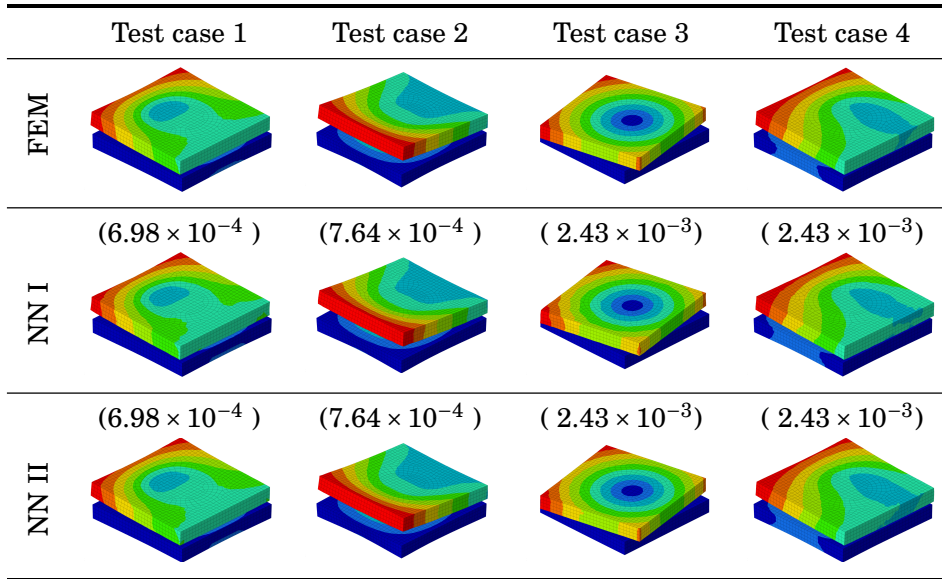 Test case 1 Test case 2 Test case 3 Test case 4
FEM
(6.98 × 10⁻⁴ ) (7.64 × 10⁻⁴ ) ( 2.43 × 10⁻³) ( 2.43 × 10⁻³)
NN I
(6.98 × 10⁻⁴ ) (7.64 × 10⁻⁴ ) ( 2.43 × 10⁻³) ( 2.43 × 10⁻³)
NN II